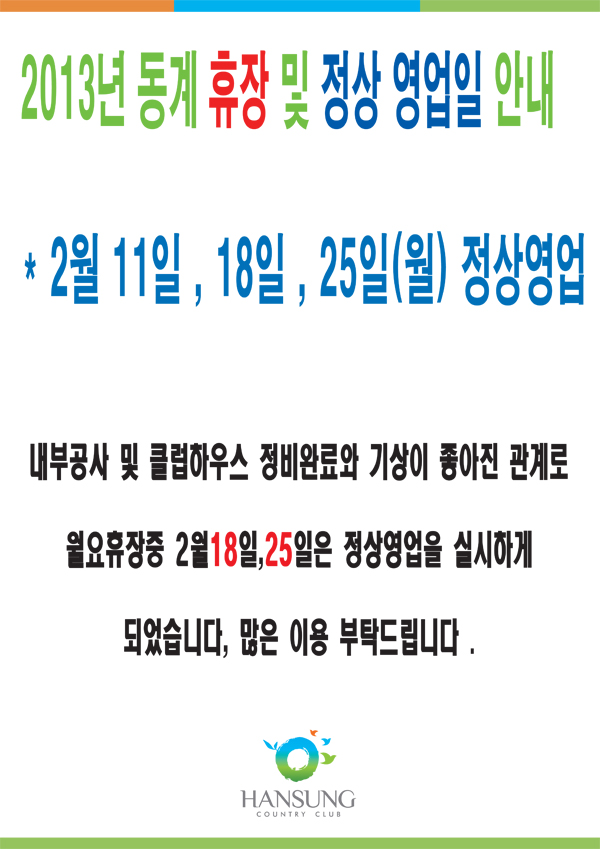 2013년 동계 휴장 및 정상 영업일 안내
* 2월 11일 , 18일 , 25일(월) 정상영업
내부공사 및 클럽하우스 정비완료와 기상이 좋아진 관계로
월요휴장중 2월18일,25일은 정상영업을 실시하게
되었습니다, 많은 이용 부탁드립니다 .
HANSUNG
COUNTRY CLUB